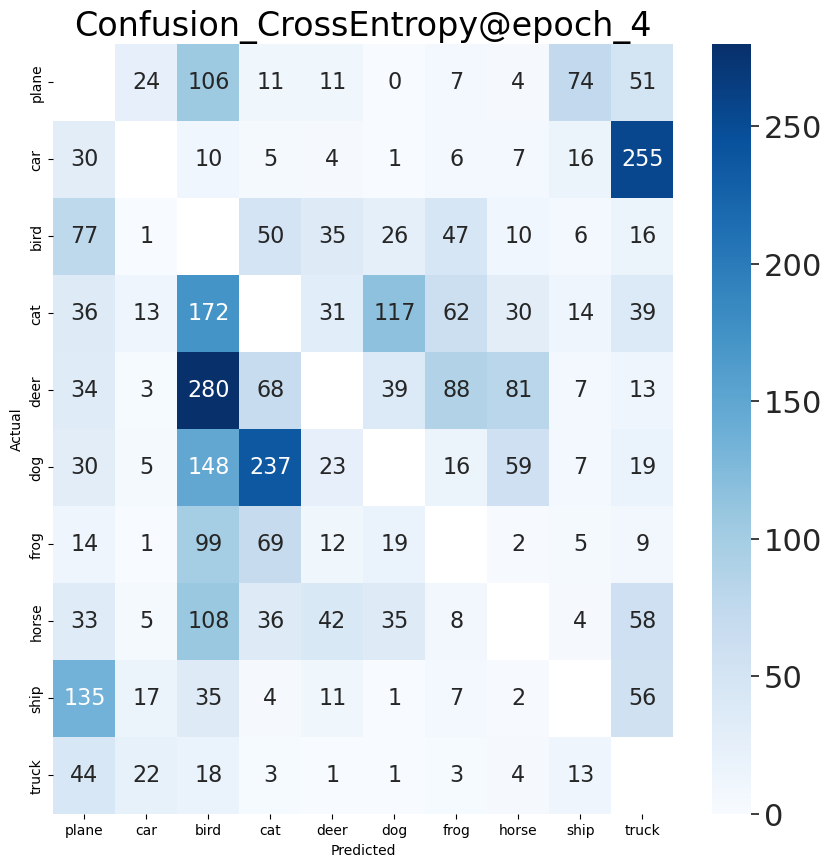 Confusion_CrossEntropy@epoch_4
plane 24 106 11 11 0 7 4 74 51
car 30 10 5 4 1 6 7 16 255
bird 77 1 50 35 26 47 10 6 16
cat 36 13 172 31 117 62 30 14 39
deer 34 3 280 68 39 88 81 7 13
dog 30 5 148 237 23 16 59 7 19
frog 14 1 99 69 12 19 2 5 9
horse 33 5 108 36 42 35 8 4 58
ship 135 17 35 4 11 1 7 2 56
truck 44 22 18 3 1 1 3 4 13
Actual
plane car bird cat deer dog frog horse ship truck
Predicted
250
200
150
100
50
0